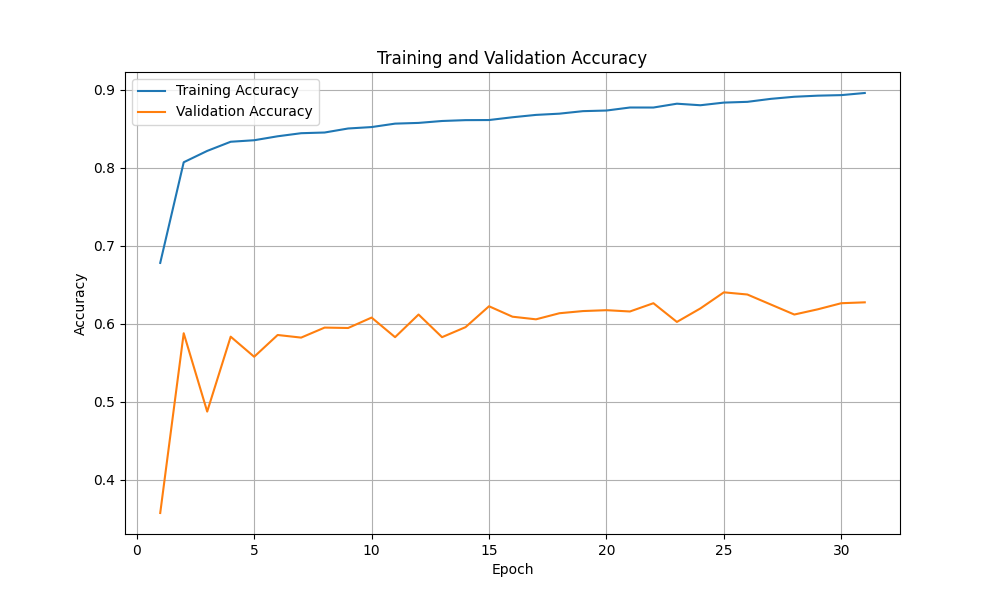 Training and Validation Accuracy
Training Accuracy
Validation Accuracy
Accuracy
0.9
0.8
0.7
0.6
0.5
0.4
0 5 10 15 20 25 30
Epoch